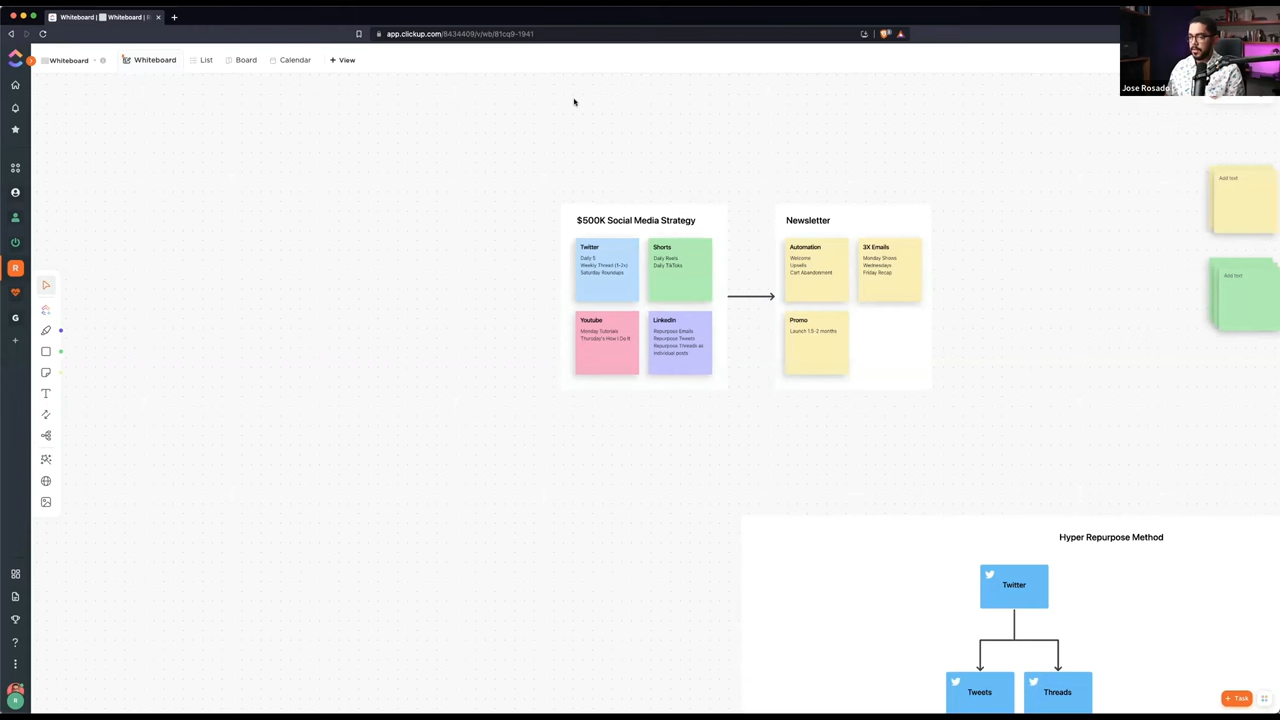 Whiteboard | Whiteboard | R
app.clickup.com/8434409/v/wb/81cq9-1941
Jose Rosado
Whiteboard
Whiteboard
List
Board
Calendar
+ View
Add text
Add text
$500K Social Media Strategy
Twitter
Daily 5
Weekly Thread (1-2x)
Saturday Roundups
Shorts
Daily Reels
Daily TikToks
Youtube
Monday Tutorials
Thursday's How I Do It
LinkedIn
Repurpose Emails
Repurpose Tweets
Repurpose Threads as
individual posts
Newsletter
Automation
Welcome
Upsells
Cart Abandonment
3X Emails
Monday Shows
Wednesdays
Friday Recap
Promo
Launch 1.5-2 months
Hyper Repurpose Method
Twitter
Tweets
Threads
R
G
R
+ Task